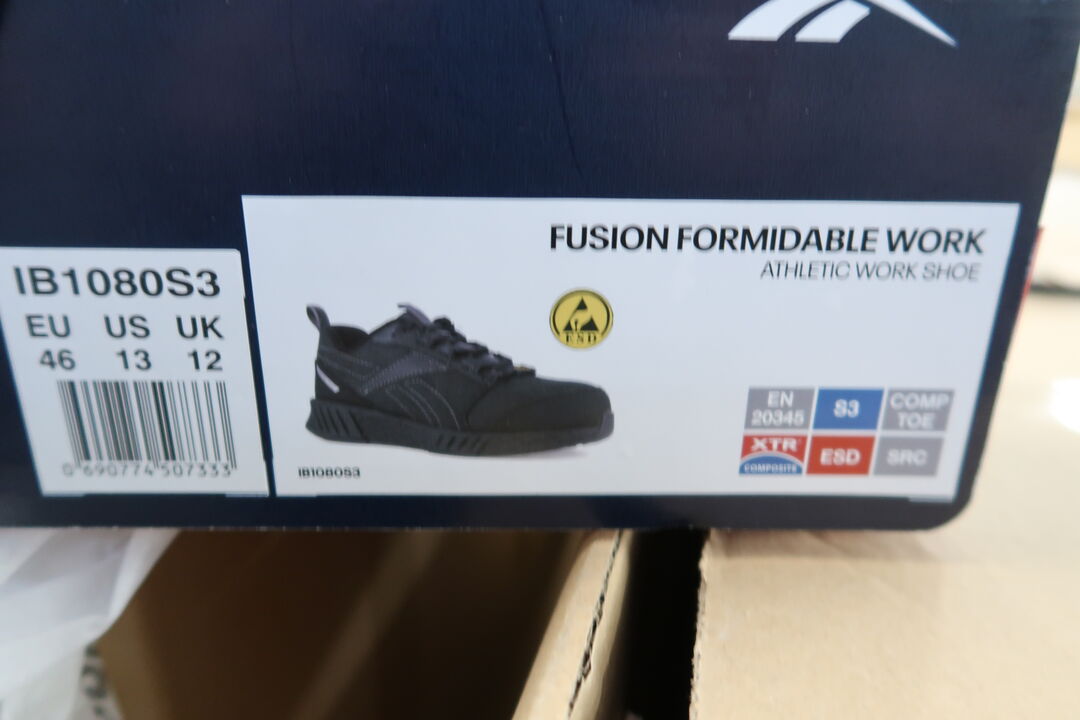 IB1080S3
EU US UK
46 13 12
0 690774 507333
FUSION FORMIDABLE WORK
ATHLETIC WORK SHOE
ESD
IB1080S3
EN
20345
S3
COMP
TOE
XTR
COMPOSITE
ESD
SRC